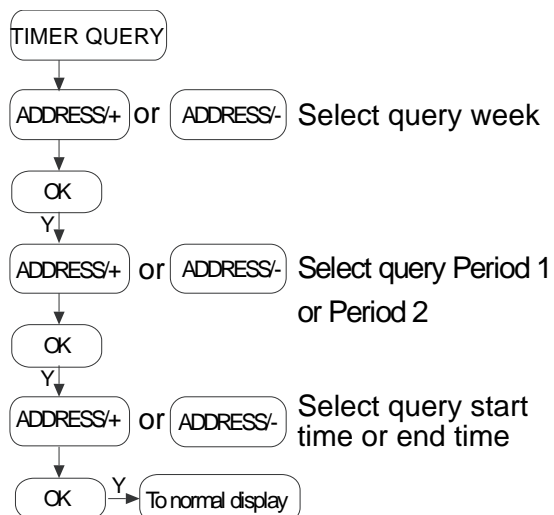 TIMER QUERY
ADDRESS/+ or ADDRESS/- Select query week
OK
Y
ADDRESS/+ or ADDRESS/- Select query Period 1
or Period 2
OK
Y
ADDRESS/+ or ADDRESS/- Select query start
time or end time
OK Y To normal display